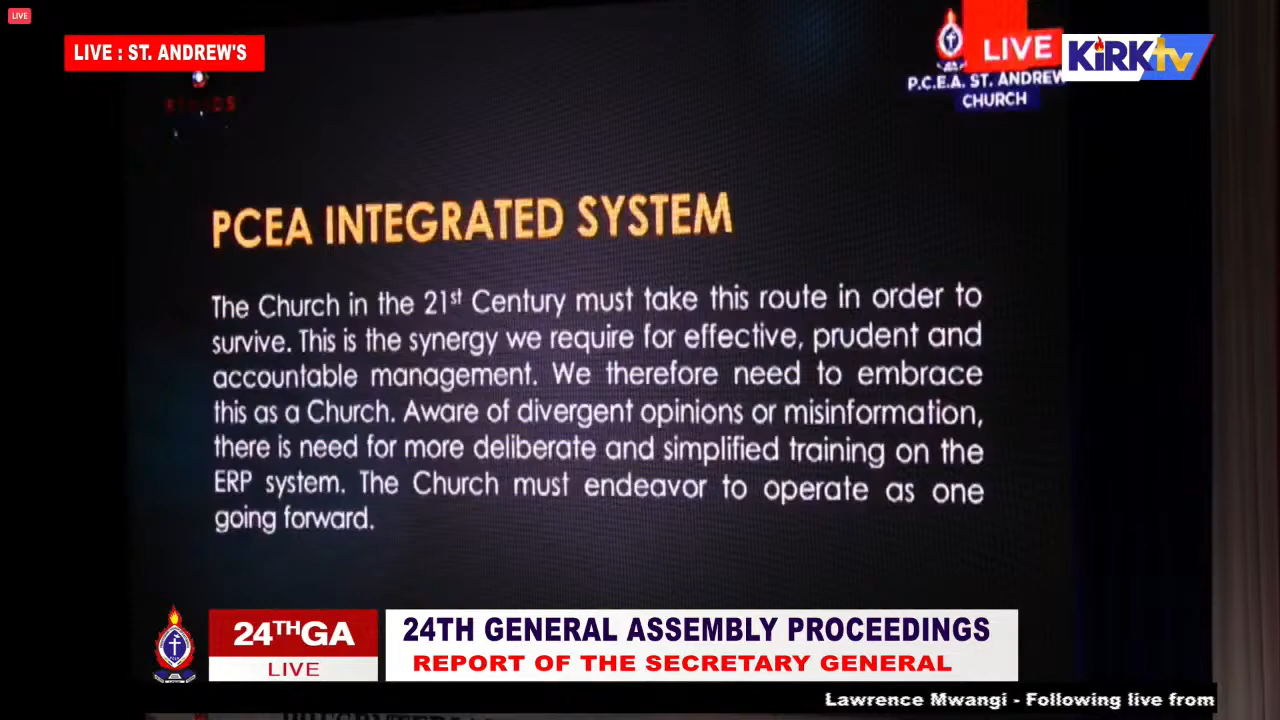 LIVE
LIVE : ST. ANDREW'S
LIVE
KiRKtv
P.C.E.A. ST. ANDREW
CHURCH
PCEA INTEGRATED SYSTEM
The Church in the 21st Century must take this route in order to
survive. This is the synergy we require for effective, prudent and
accountable management. We therefore need to embrace
this as a Church. Aware of divergent opinions or misinformation,
there is need for more deliberate and simplified training on the
ERP system. The Church must endeavor to operate as one
going forward.
24TH GA
LIVE
24TH GENERAL ASSEMBLY PROCEEDINGS
REPORT OF THE SECRETARY GENERAL
Lawrence Mwangi - Following live from